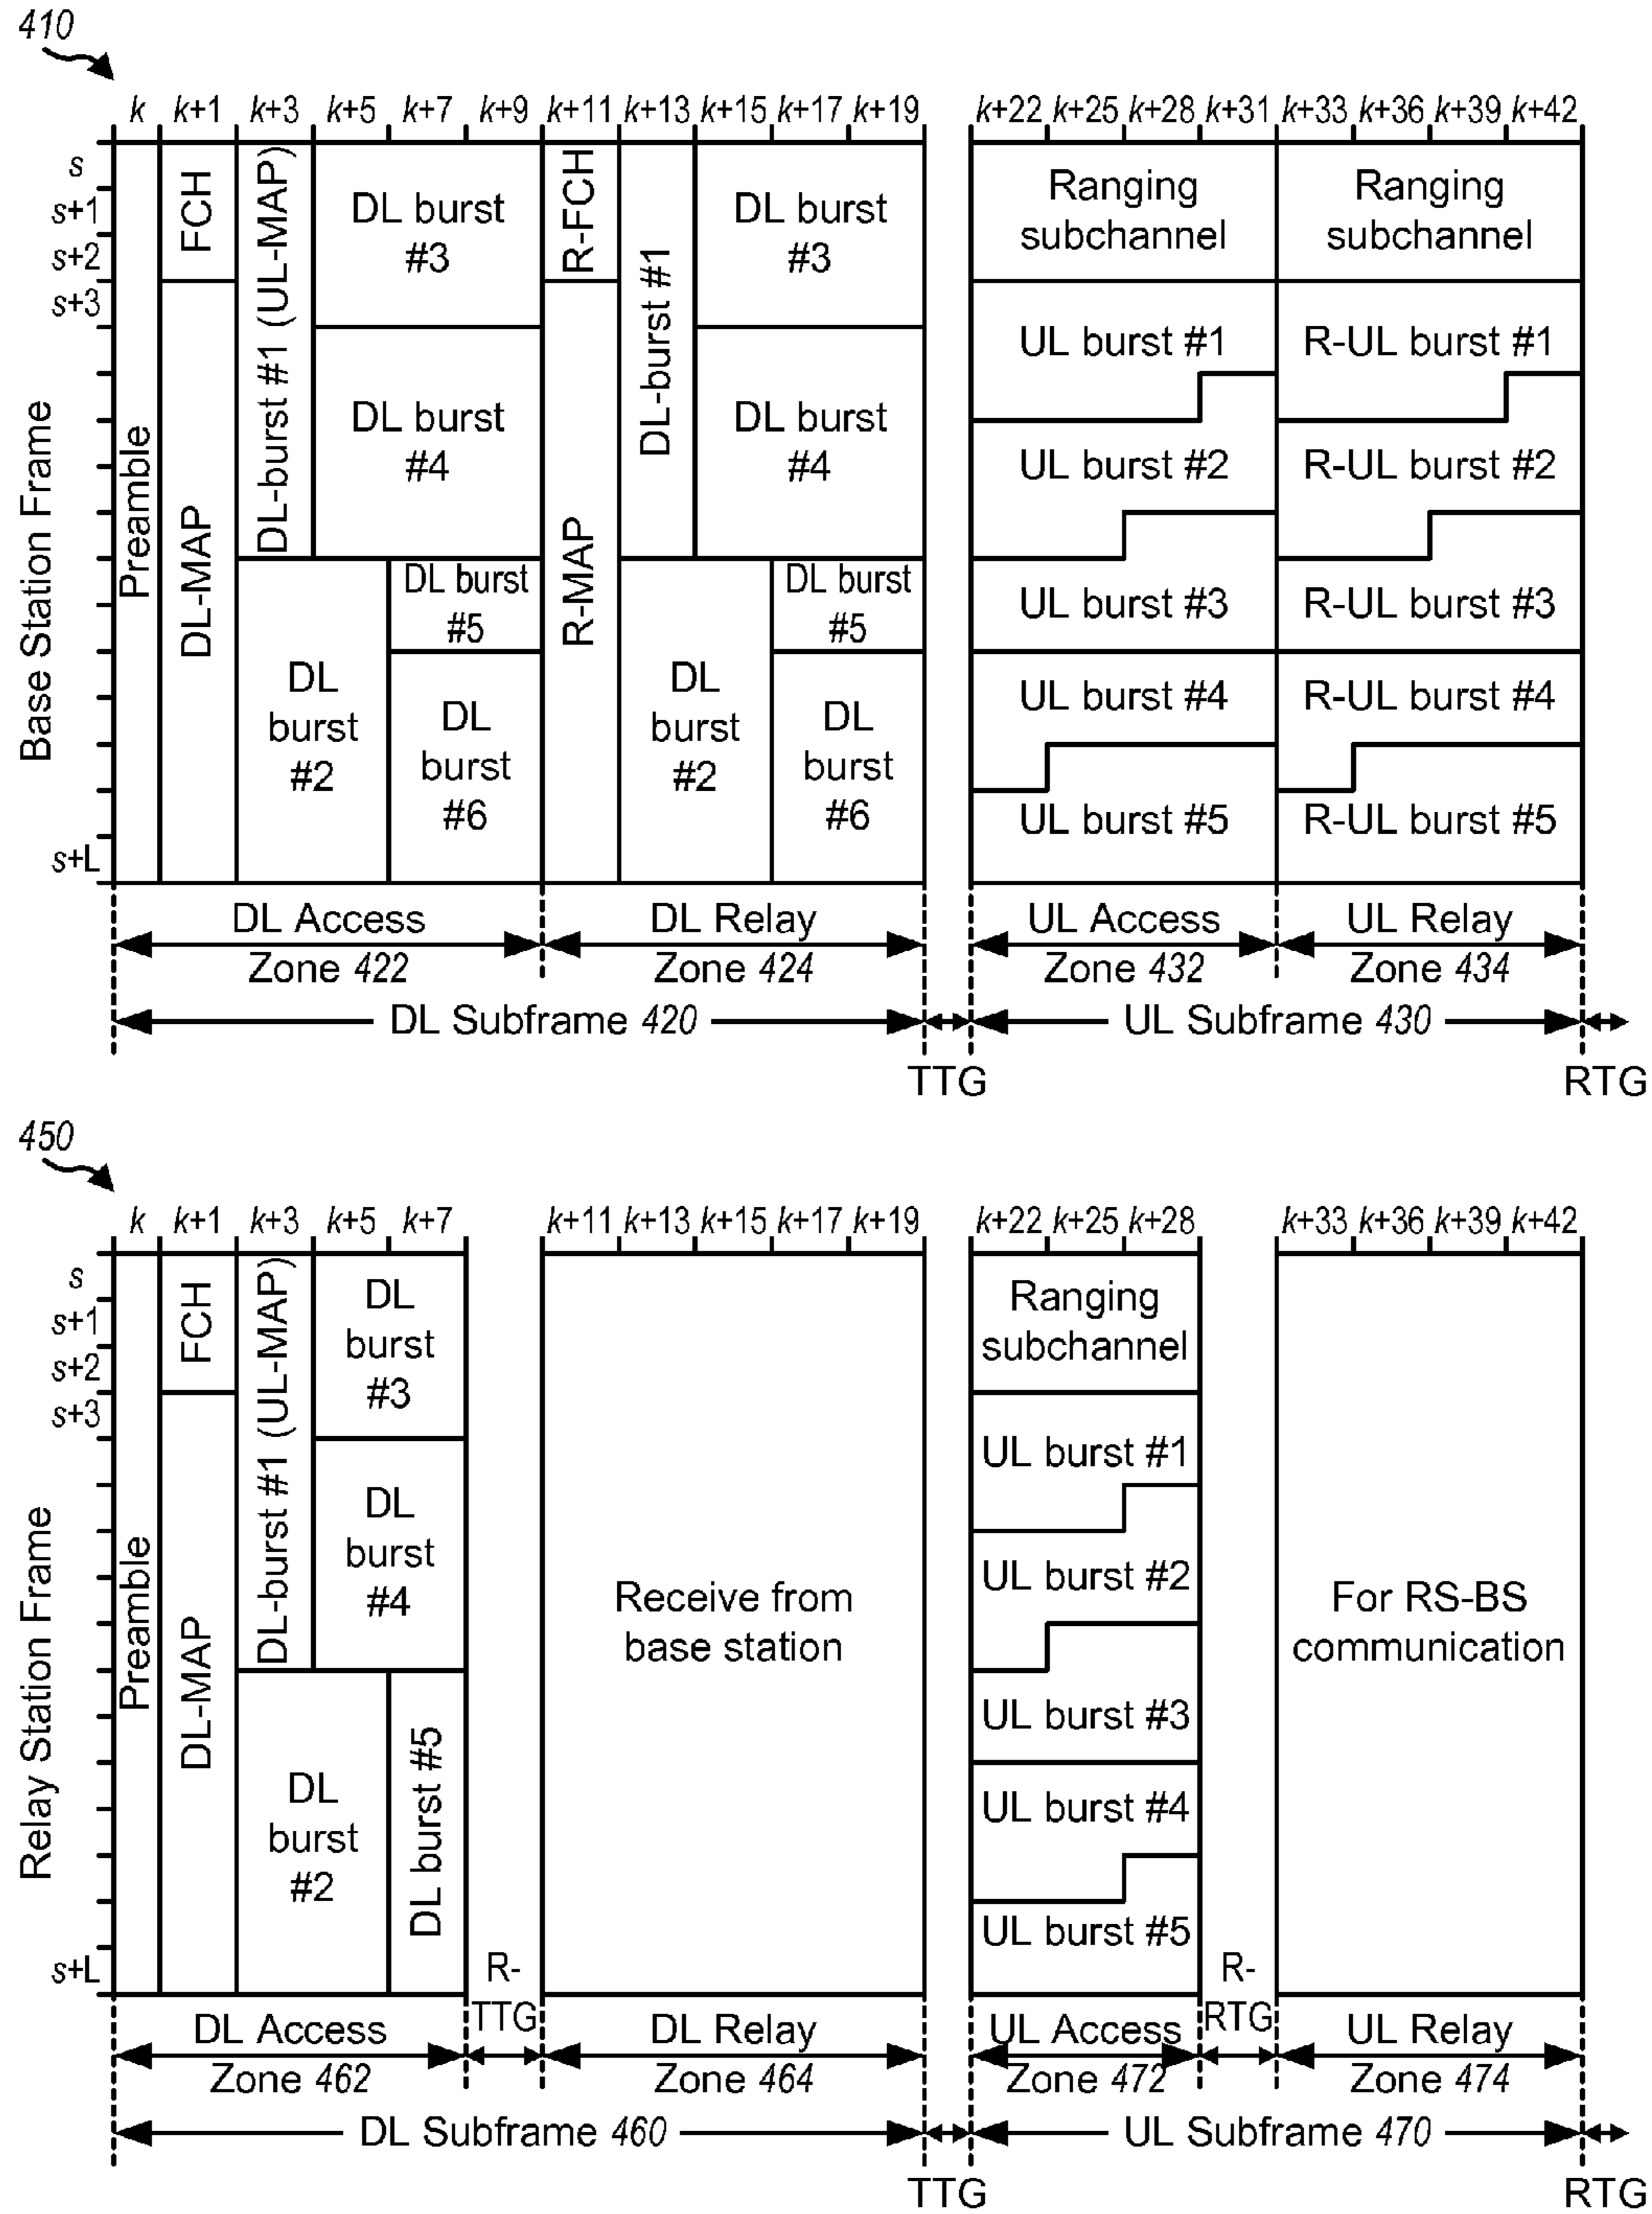 410
k k+1 k+3 k+5 k+7 k+9 k+11 k+13 k+15 k+17 k+19 k+22 k+25 k+28 k+31 k+33 k+36 k+39 k+42
s
s+1
s+2
s+3
s+L
Base Station Frame
Preamble
FCH
DL-MAP
DL-burst #1 (UL-MAP)
DL burst
#3
DL burst
#4
DL
burst
#2
DL burst
#5
DL
burst
#6
R-FCH
R-MAP
DL-burst #1
DL burst
#3
DL burst
#4
DL
burst
#2
DL burst
#5
DL
burst
#6
Ranging
subchannel
UL burst #1
UL burst #2
UL burst #3
UL burst #4
UL burst #5
Ranging
subchannel
R-UL burst #1
R-UL burst #2
R-UL burst #3
R-UL burst #4
R-UL burst #5
DL Access
Zone 422
DL Relay
Zone 424
UL Access
Zone 432
UL Relay
Zone 434
DL Subframe 420
UL Subframe 430
TTG
RTG
450
k k+1 k+3 k+5 k+7 k+11 k+13 k+15 k+17 k+19 k+22 k+25 k+28 k+33 k+36 k+39 k+42
s
s+1
s+2
s+3
s+L
Relay Station Frame
Preamble
FCH
DL-MAP
DL-burst #1 (UL-MAP)
DL
burst
#3
DL
burst
#4
DL
burst
#2
DL burst #5
R-
TTG
Receive from
base station
Ranging
subchannel
UL burst #1
UL burst #2
UL burst #3
UL burst #4
UL burst #5
R-
RTG
For RS-BS
communication
DL Access
Zone 462
DL Relay
Zone 464
UL Access
Zone 472
UL Relay
Zone 474
DL Subframe 460
UL Subframe 470
TTG
RTG